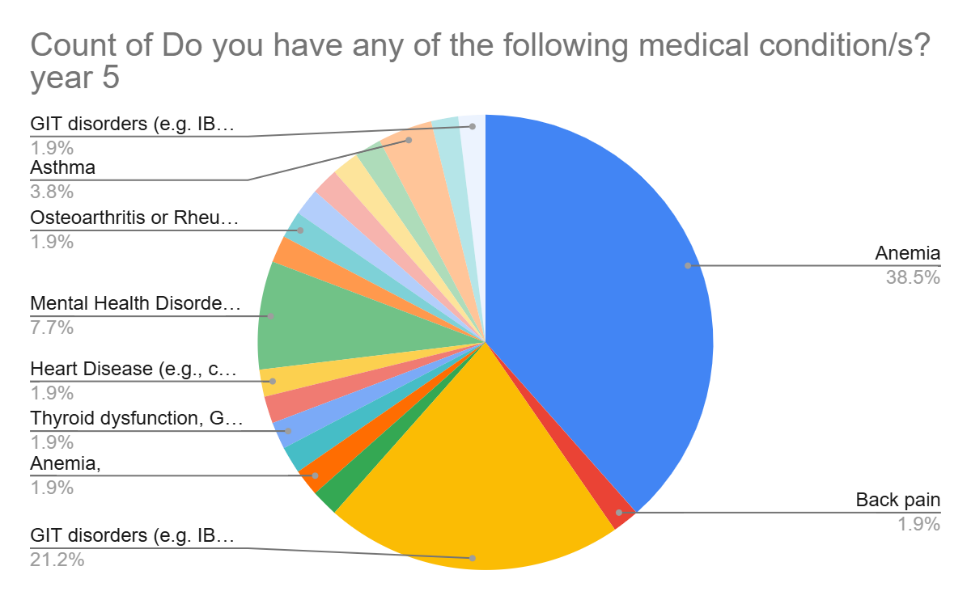 Count of Do you have any of the following medical condition/s?
year 5
GIT disorders (e.g. IB…
1.9%
Asthma
3.8%
Osteoarthritis or Rheu…
1.9%
Mental Health Disorde…
7.7%
Heart Disease (e.g., c…
1.9%
Thyroid dysfunction, G…
1.9%
Anemia,
1.9%
GIT disorders (e.g. IB…
21.2%
Anemia
38.5%
Back pain
1.9%